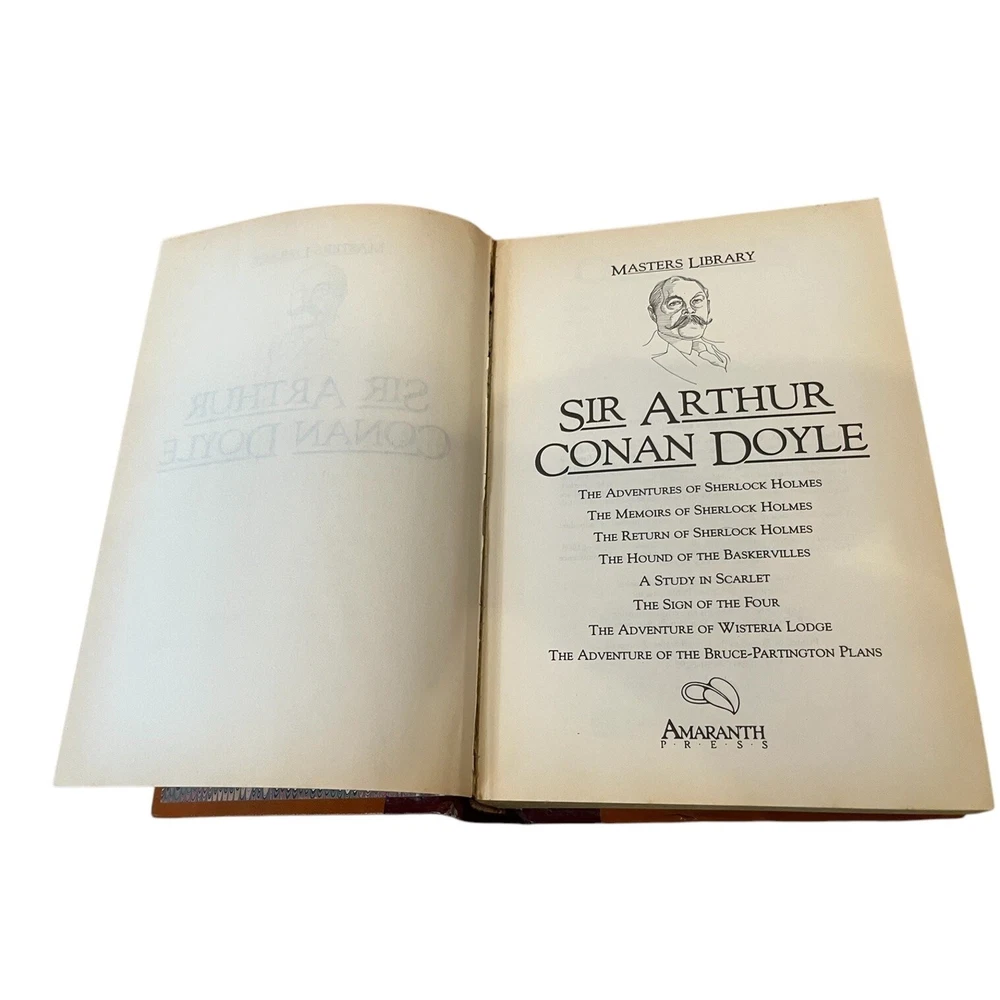 MASTERS LIBRARY
SIR ARTHUR
CONAN DOYLE
THE ADVENTURES OF SHERLOCK HOLMES
THE MEMOIRS OF SHERLOCK HOLMES
THE RETURN OF SHERLOCK HOLMES
THE HOUND OF THE BASKERVILLES
A STUDY IN SCARLET
THE SIGN OF THE FOUR
THE ADVENTURE OF WISTERIA LODGE
THE ADVENTURE OF THE BRUCE-PARTINGTON PLANS
AMARANTH
P·R·E·S·S